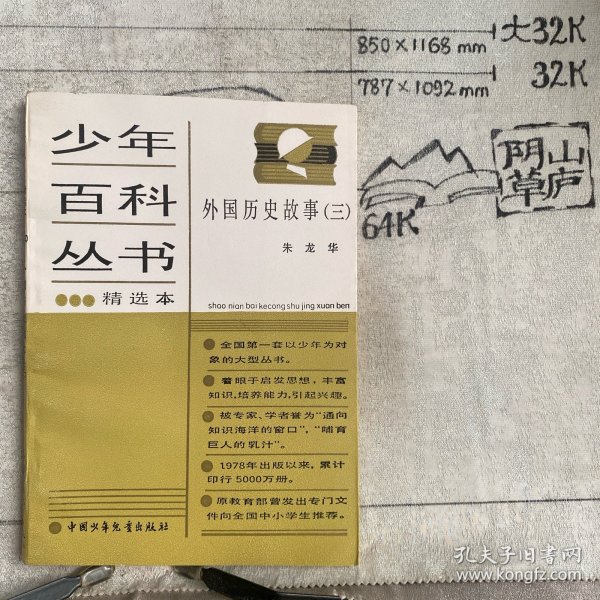 850×1168 mm 大32K
787×1092 mm 32K
阴山
草庐
64K
少年
百科
丛书
精选本
外国历史故事(三)
朱龙华
shao nian bai kecong shu jing xuan ben
全国第一套以少年为对
象的大型丛书。
着眼于启发思想，丰富
知识，培养能力，引起兴趣。
被专家、学者誉为“通向
知识海洋的窗口”，“哺育
巨人的乳汁”。
1978年出版以来，累计
印行5000万册。
原教育部曾发出专门文
件向全国中小学生推荐。
中国少年儿童出版社
孔夫子旧书网
www.kongfz.com